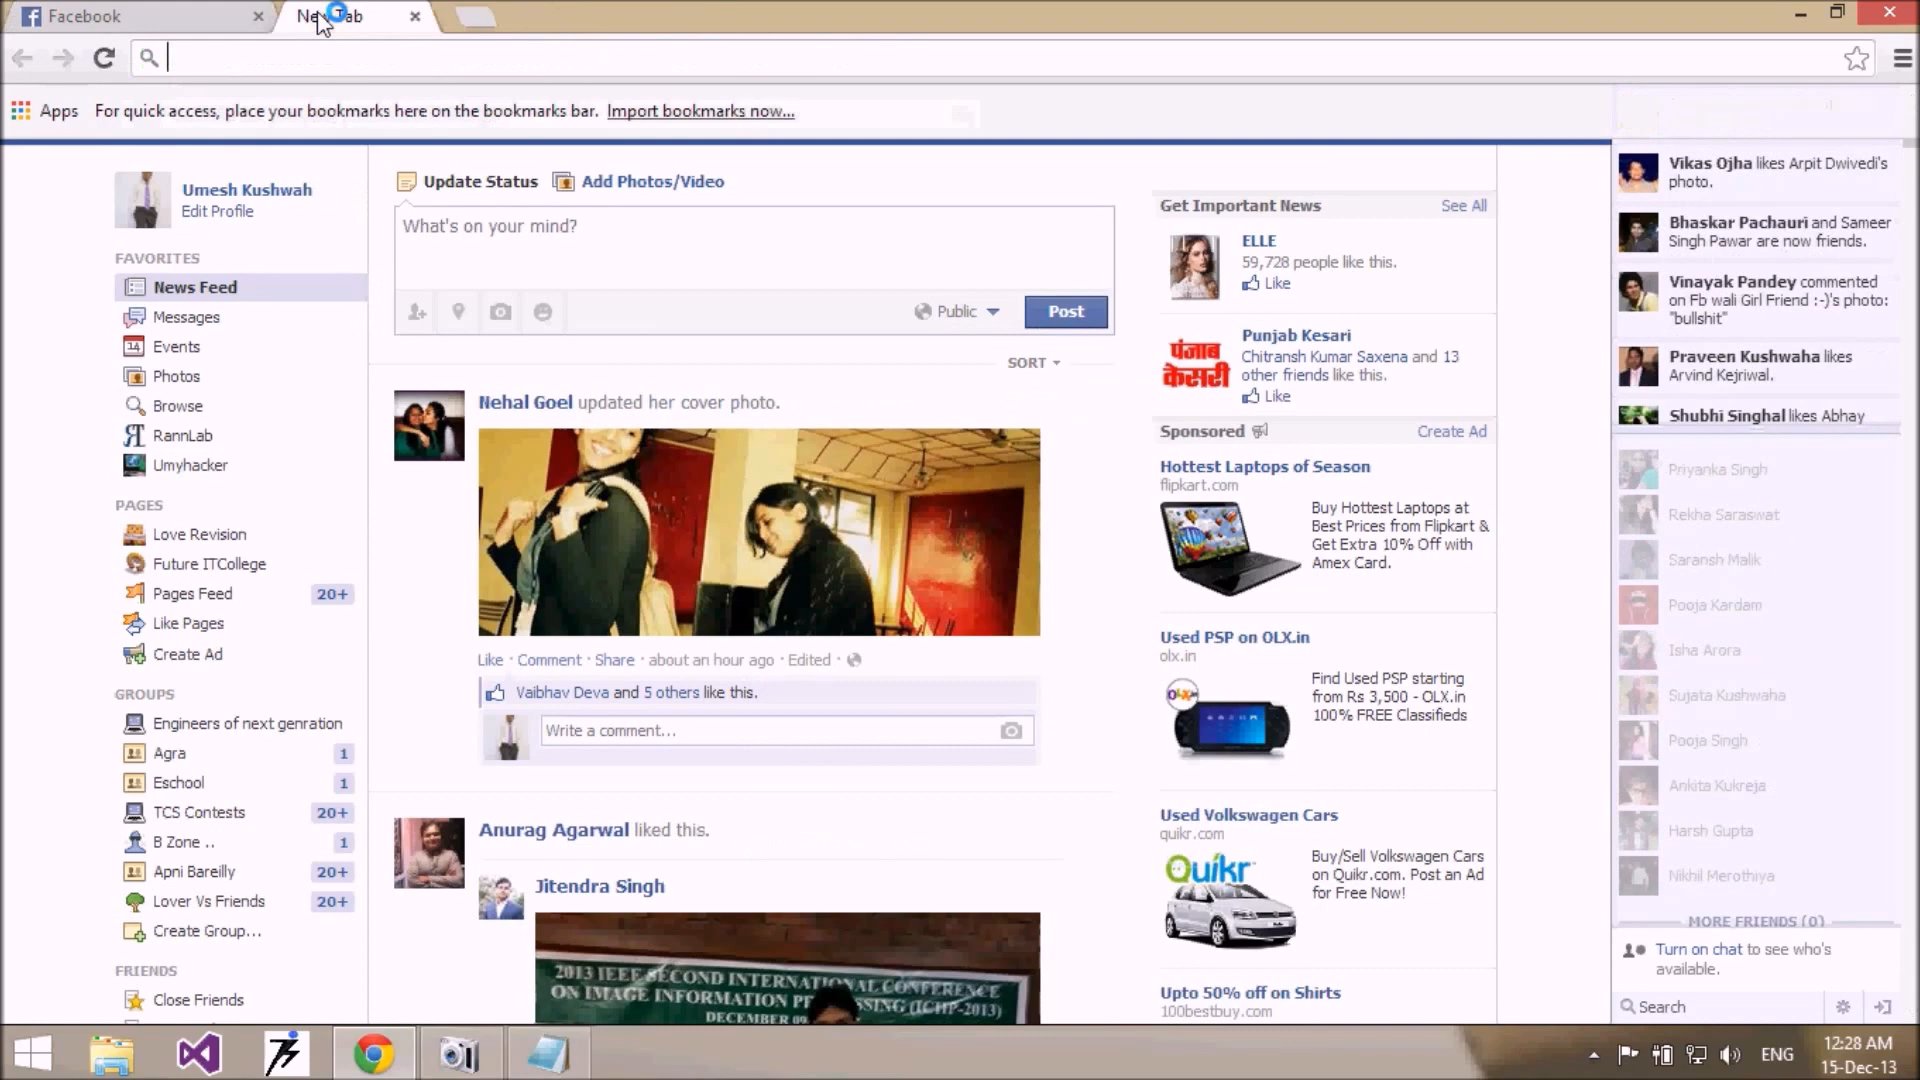 Facebook
New Tab
Apps For quick access, place your bookmarks here on the bookmarks bar. Import bookmarks now...
Umesh Kushwah
Edit Profile
FAVORITES
News Feed
Messages
14
Events
Photos
Browse
RannLab
Umyhacker
PAGES
Love Revision
Future ITCollege
Pages Feed 20+
Like Pages
Create Ad
GROUPS
Engineers of next genration
Agra 1
Eschool 1
TCS Contests 20+
B Zone .. 1
Apni Bareilly 20+
Lover Vs Friends 20+
Create Group...
FRIENDS
Close Friends
Update Status Add Photos/Video
What's on your mind?
Public Post
SORT
Nehal Goel updated her cover photo.
Like · Comment · Share · about an hour ago · Edited ·
Vaibhav Deva and 5 others like this.
Write a comment...
Anurag Agarwal liked this.
Jitendra Singh
2013 IEEE SECOND INTERNATIONAL CONFERENCE
ON IMAGE INFORMATION (ICIIP-2013)
DECEMBER 09
Get Important News See All
ELLE
59,728 people like this.
Like
पंजाब
केसरी
Punjab Kesari
Chitransh Kumar Saxena and 13
other friends like this.
Like
Sponsored Create Ad
Hottest Laptops of Season
flipkart.com
Buy Hottest Laptops at
Best Prices from Flipkart &
Get Extra 10% Off with
Amex Card.
Used PSP on OLX.in
olx.in
OLX
Find Used PSP starting
from Rs 3,500 - OLX.in
100% FREE Classifieds
Used Volkswagen Cars
quikr.com
Quikr
Buy/Sell Volkswagen Cars
on Quikr.com. Post an Ad
for Free Now!
Upto 50% off on Shirts
100bestbuy.com
Vikas Ojha likes Arpit Dwivedi's
photo.
Bhaskar Pachauri and Sameer
Singh Pawar are now friends.
Vinayak Pandey commented
on Fb wali Girl Friend :-)'s photo:
"bullshit"
Praveen Kushwaha likes
Arvind Kejriwal.
Shubhi Singhal likes Abhay
Priyanka Singh
Rekha Saraswat
Saransh Malik
Pooja Kardam
Isha Arora
Sujata Kushwaha
Pooja Singh
Ankita Kukreja
Harsh Gupta
Nikhil Merothiya
MORE FRIENDS (0)
Turn on chat to see who's
available.
Search
ENG
12:28 AM
15-Dec-13